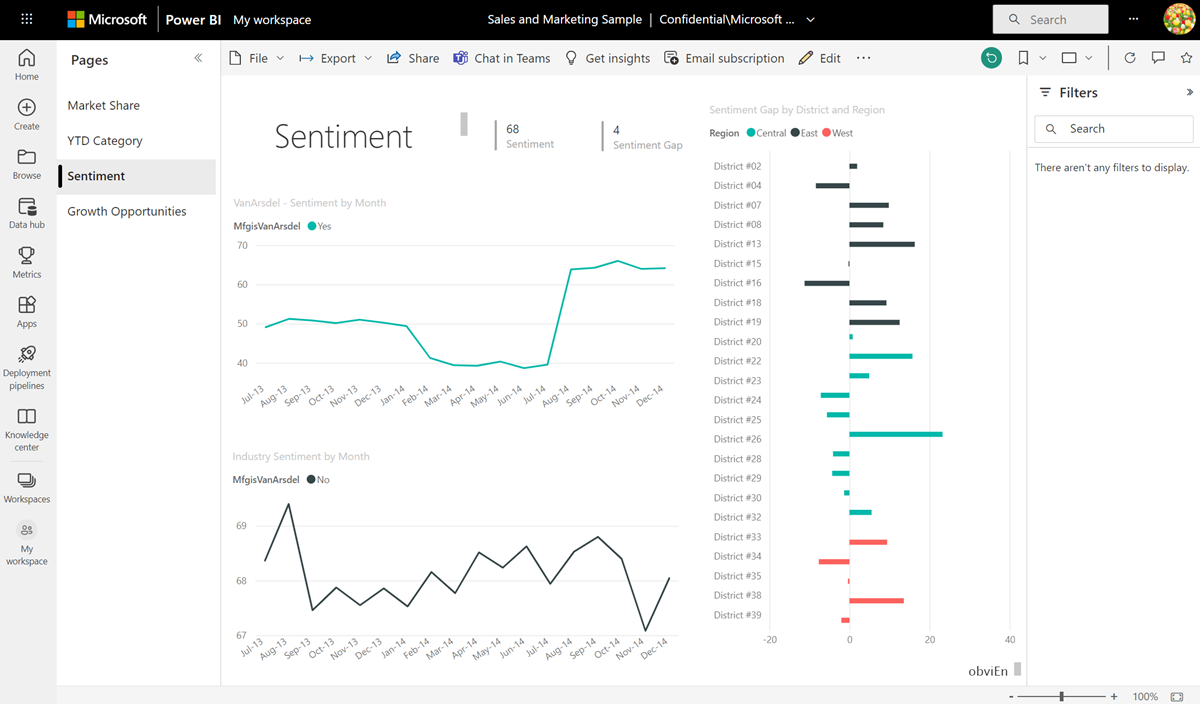 Microsoft Power BI My workspace
Sales and Marketing Sample | Confidential\Microsoft ...
Search
Home
Create
Browse
Data hub
Metrics
Apps
Deployment
pipelines
Knowledge
center
Workspaces
My
workspace
Pages
Market Share
YTD Category
Sentiment
Growth Opportunities
File Export Share Chat in Teams Get insights Email subscription Edit
Sentiment
68
Sentiment
4
Sentiment Gap
VanArsdel - Sentiment by Month
MfgisVanArsdel Yes
70
60
50
40
Jul-13 Aug-13 Sep-13 Oct-13 Nov-13 Dec-13 Jan-14 Feb-14 Mar-14 Apr-14 May-14 Jun-14 Jul-14 Aug-14 Sep-14 Oct-14 Nov-14 Dec-14
Industry Sentiment by Month
MfgisVanArsdel No
69
68
67
Jul-13 Aug-13 Sep-13 Oct-13 Nov-13 Dec-13 Jan-14 Feb-14 Mar-14 Apr-14 May-14 Jun-14 Jul-14 Aug-14 Sep-14 Oct-14 Nov-14 Dec-14
Sentiment Gap by District and Region
Region Central East West
District #02
District #04
District #07
District #08
District #13
District #15
District #16
District #18
District #19
District #20
District #22
District #23
District #24
District #25
District #26
District #28
District #29
District #30
District #32
District #33
District #34
District #35
District #38
District #39
-20 0 20 40
obviEn
Filters
Search
There aren't any filters to display.
- + 100%